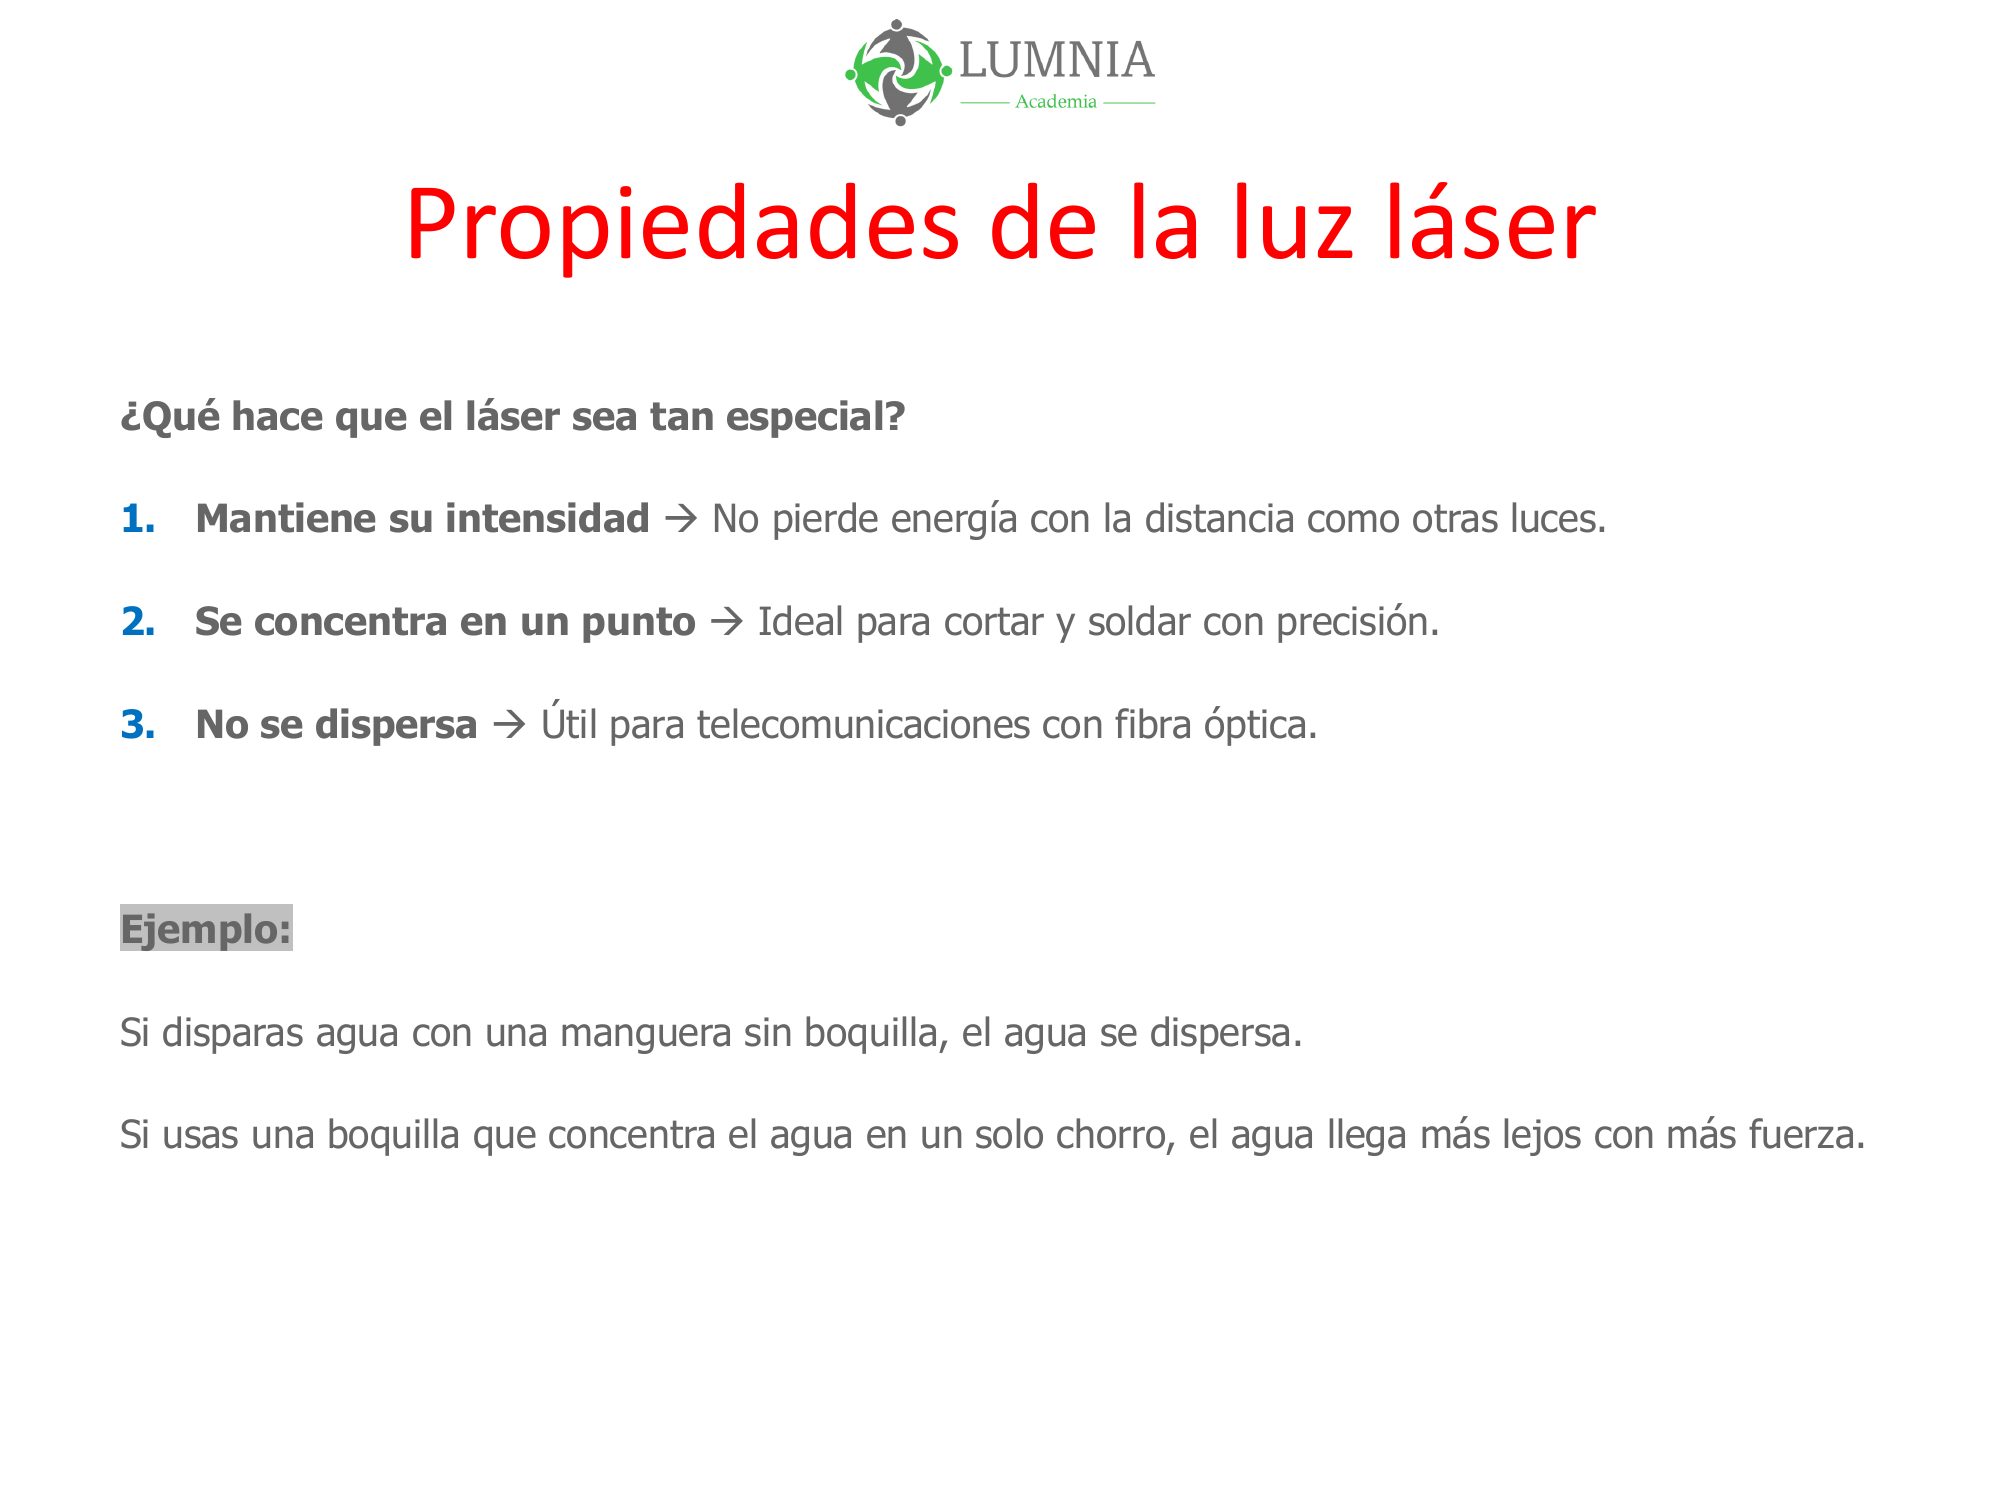 LUMNIA
Academia
Propiedades de la luz láser
¿Qué hace que el láser sea tan especial?
1. Mantiene su intensidad → No pierde energía con la distancia como otras luces.
2. Se concentra en un punto → Ideal para cortar y soldar con precisión.
3. No se dispersa → Útil para telecomunicaciones con fibra óptica.
Ejemplo:
Si disparas agua con una manguera sin boquilla, el agua se dispersa.
Si usas una boquilla que concentra el agua en un solo chorro, el agua llega más lejos con más fuerza.